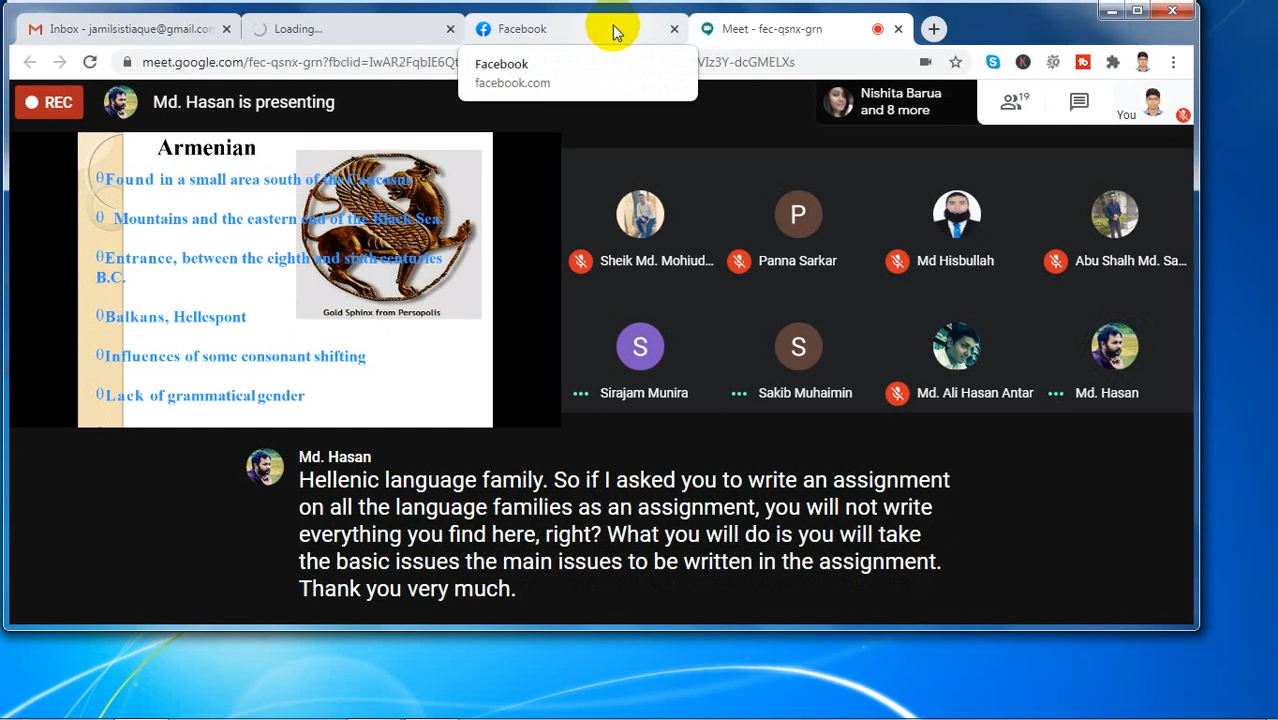 Inbox - jamilsistiaque@gmail.co
Loading...
Facebook
Meet - fec-qsnx-grn
meet.google.com/fec-qsnx-grn?fbclid=IwAR2FqbIE6Q
VIz3Y-dcGMELXs
Facebook
facebook.com
REC
Md. Hasan is presenting
Nishita Barua
and 8 more
19
You
Armenian
θFound in a small area south of the Caucasus
θ Mountains and the eastern end of the Black Sea.
θEntrance, between the eighth and sixth centuries
B.C.
θBalkans, Hellespont
θInfluences of some consonant shifting
θLack of grammatical gender
Gold Sphinx from Persopolis
Sheik Md. Mohiud...
P
Panna Sarkar
Md Hisbullah
Abu Shalh Md. Sa...
S
Sirajam Munira
S
Sakib Muhaimin
Md. Ali Hasan Antar
Md. Hasan
Md. Hasan
Hellenic language family. So if I asked you to write an assignment
on all the language families as an assignment, you will not write
everything you find here, right? What you will do is you will take
the basic issues the main issues to be written in the assignment.
Thank you very much.